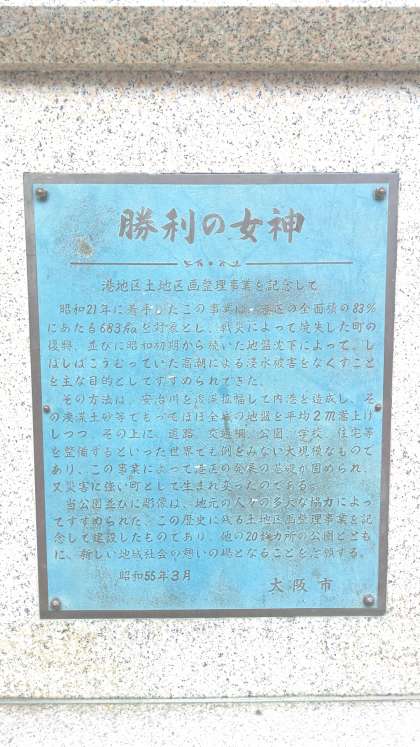 勝利の女神
港地区土地区画整理事業を記念して
昭和21年に着手したこの事業は、港区の全面積の83%
にあたる683haを対象とし、戦災によって焼失した町の
復興、並びに昭和初期から続いた地盤沈下によって、し
ばしばこうむっていた高潮による浸水被害をなくすこと
を主な目的としてすすめられてきた。
その方法は、安治川を浚渫拡幅して内港を造成し、そ
の浚渫土砂等でもってほぼ全域の地盤を平均2m嵩上げ
しつつ、その上に、道路、交通網、公園、学校、住宅等
を整備するといった世界でも例をみない大規模なもので
あり、この事業によって港区の発展の基礎が固められ、
又災害に強い町として生まれ変ったのである。
当公園並びに彫像は、地元の人々の多大な協力によっ
てすすめられた、この歴史に残る土地区画整理事業を記
念して建設したものであり、他の20数カ所の公園ととも
に、新しい地域社会の憩いの場となることを念願する。
昭和55年3月
大阪市